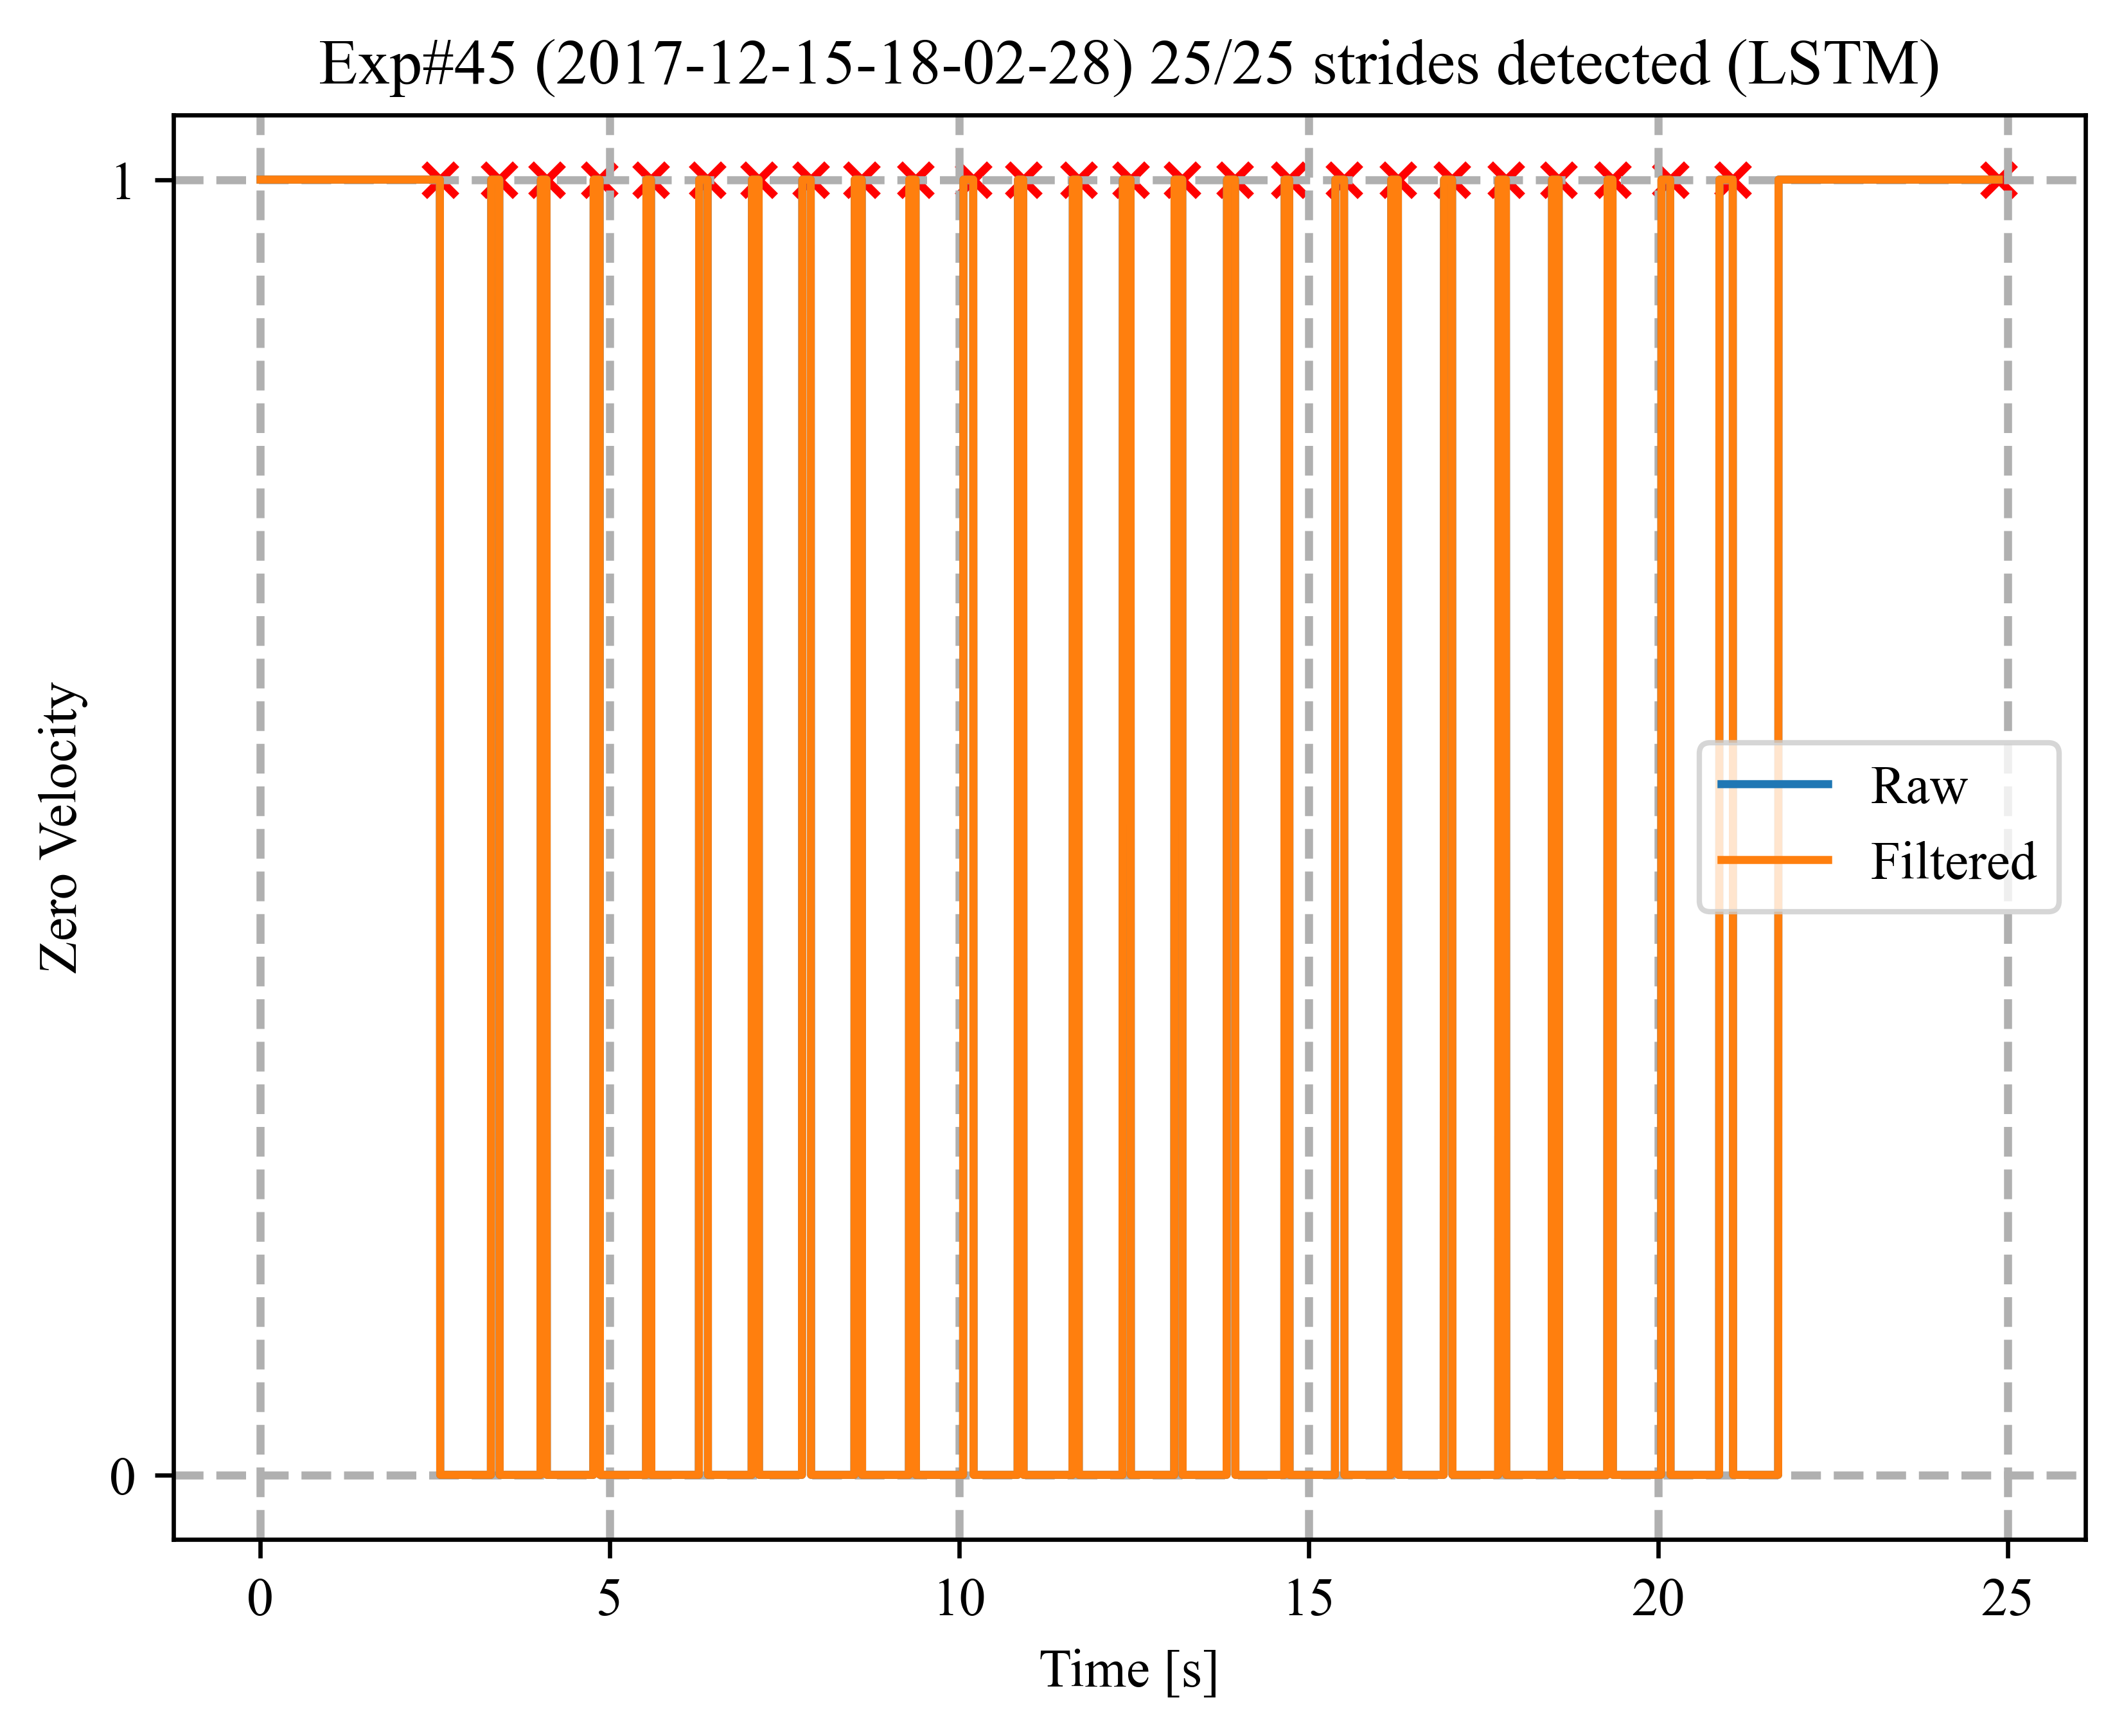 Exp#45 (2017-12-15-18-02-28) 25/25 strides detected (LSTM)
1
Zero Velocity
Raw
Filtered
0
0 5 10 15 20 25
Time [s]